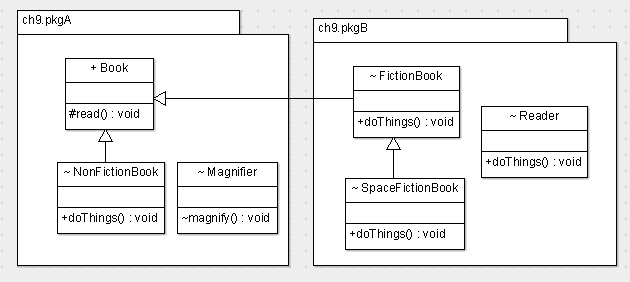 ch9.pkgA
+ Book
#read() : void
~ NonFictionBook
+doThings() : void
~ Magnifier
~magnify() : void
ch9.pkgB
~ FictionBook
+doThings() : void
~ SpaceFictionBook
+doThings() : void
~ Reader
+doThings() : void